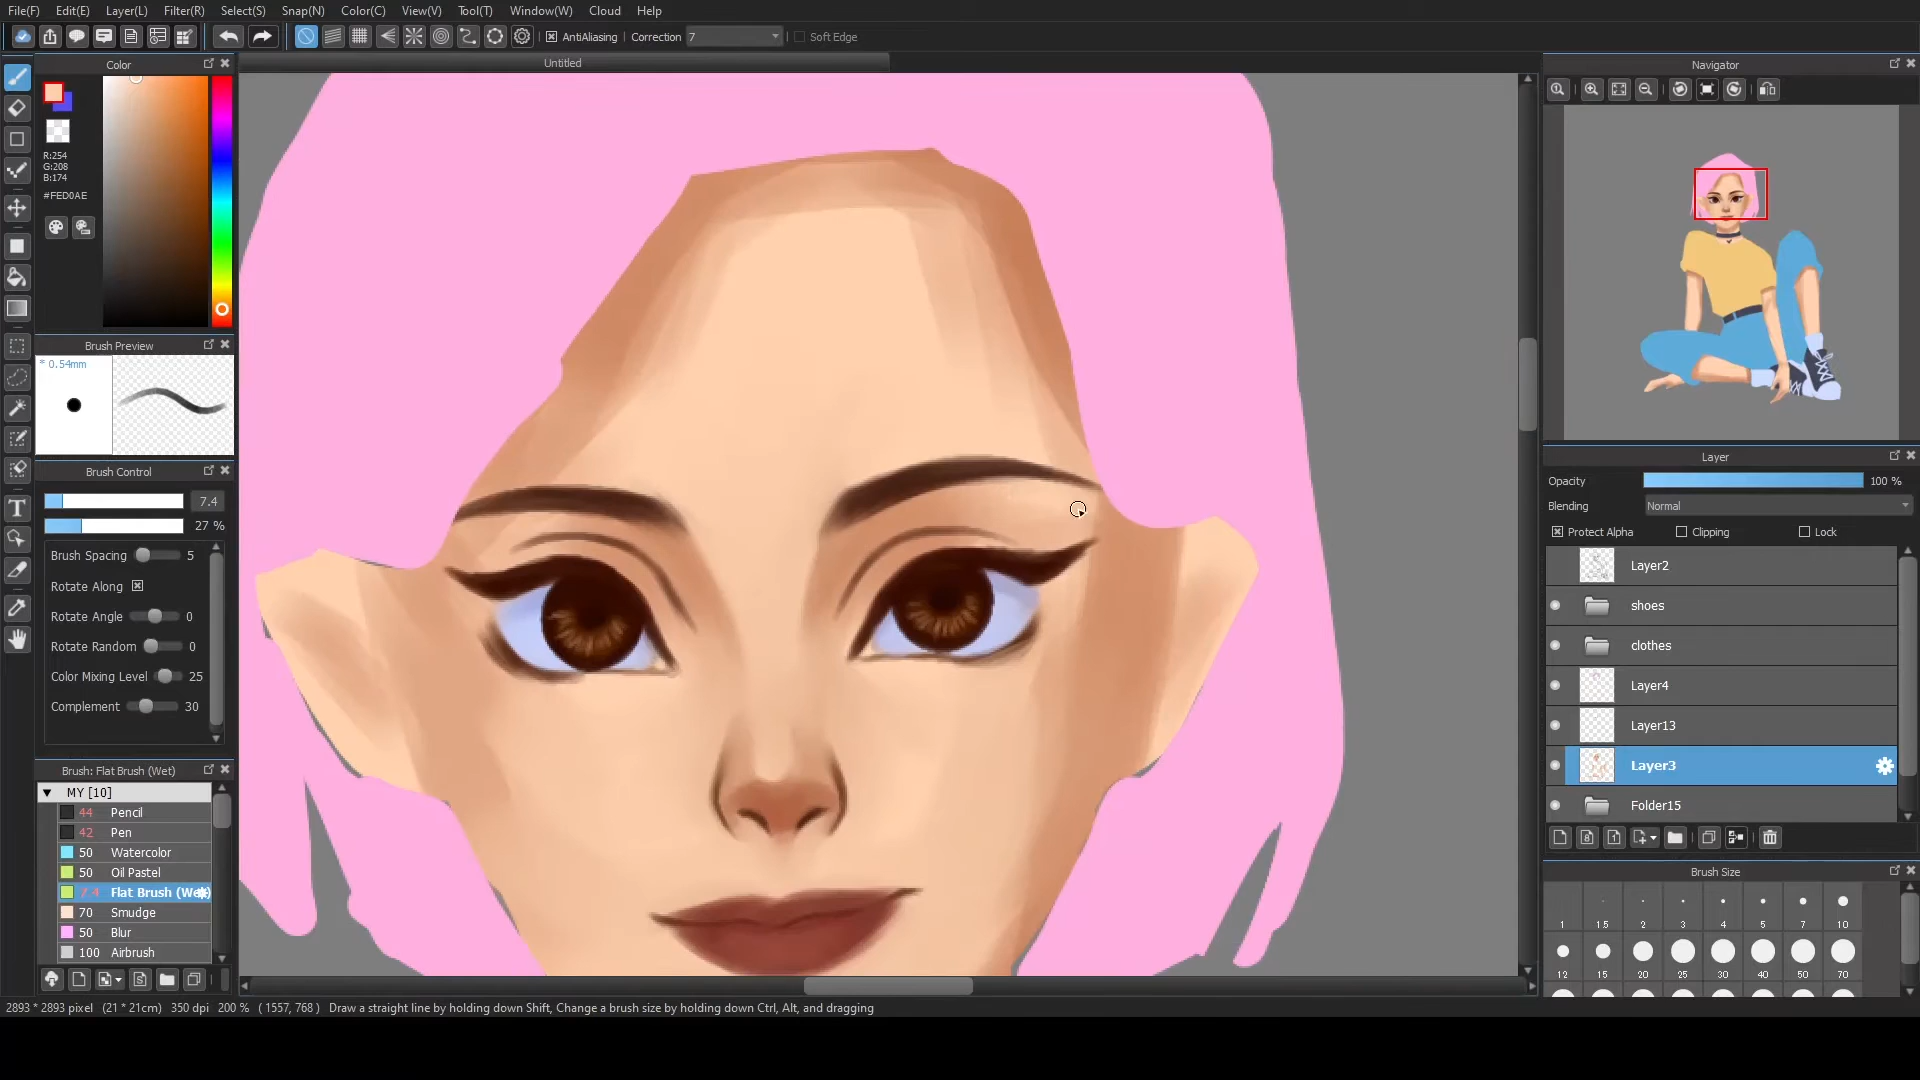 File(F) Edit(E) Layer(L) Filter(R) Select(S) Snap(N) Color(C) View(V) Tool(T) Window(W) Cloud Help
AntiAliasing Correction 7 Soft Edge
Color
Untitled
Navigator
R:254
G:208
B:174
#FED0AE
Brush Preview
* 0.54mm
Brush Control
7.4
27 %
Brush Spacing 5
Rotate Along
Rotate Angle 0
Rotate Random 0
Color Mixing Level 25
Complement 30
Brush: Flat Brush (Wet)
MY [10]
44 Pencil
42 Pen
50 Watercolor
50 Oil Pastel
7.4 Flat Brush (Wet)
70 Smudge
50 Blur
100 Airbrush
Layer
Opacity 100 %
Blending Normal
Protect Alpha Clipping Lock
Layer2
shoes
clothes
Layer4
Layer13
Layer3
Folder15
Brush Size
1 1.5 2 3 4 5 7 10
12 15 20 25 30 40 50 70
2893 * 2893 pixel (21 * 21cm) 350 dpi 200 % ( 1557, 768 ) Draw a straight line by holding down Shift, Change a brush size by holding down Ctrl, Alt, and dragging